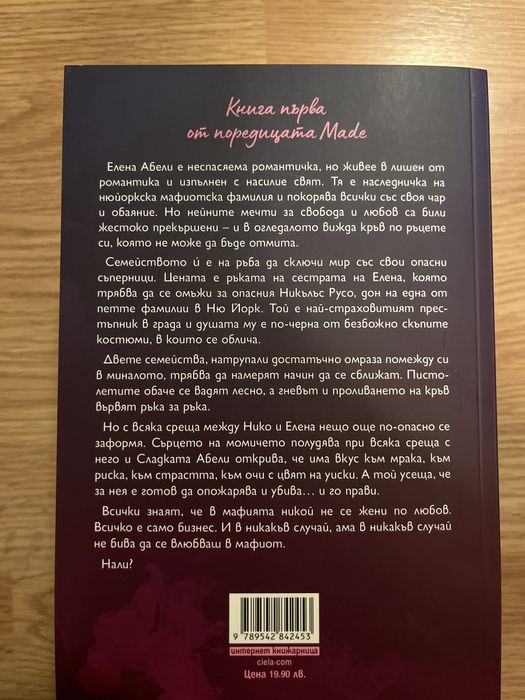 Книга първа
от поредицата Made
Елена Абели е неспасяема романтичка, но живее в лишен от
романтика и изпълнен с насилие свят. Тя е наследничка на
нюйоркска мафиотска фамилия и покорява всички със своя чар
и обаяние. Но нейните мечти за свобода и любов са били
жестоко прекършени – и в огледалото вижда кръв по ръцете
си, която не може да бъде отмита.
Семейството ѝ е на ръба да сключи мир със свои опасни
съперници. Цената е ръката на сестрата на Елена, която
трябва да се омъжи за опасния Никълъс Русо, дон на една от
петте фамилии в Ню Йорк. Той е най-страховитият прес-
тъпник в града и душата му е по-черна от безбожно скъпите
костюми, в които се облича.
Двете семейства, натрупали достатъчно омраза помежду си
в миналото, трябва да намерят начин да се сближат.Писто-
летите обаче се вадят лесно, а гневът и проливането на кръв
вървят ръка за ръка.
Но с всяка среща между Нико и Елена нещо още по-опасно се
заформя. Сърцето на момичето полудява при всяка среща с
него и Сладката Абели открива, че има вкус към мрака, към
риска, към страстта, към очи с цвят на уиски. А той усеща, че
за нея е готов да опожарява и убива... и го прави.
Всички знаят, че в мафията никой не се жени по любов.
Всичко е само бизнес. И в никакъв случай, ама в никакъв случай
не бива да се влюбваш в мафиот.
Нали?
9 789542 842453
интернет книжарница
ciela.com
Цена 19.90 лв.